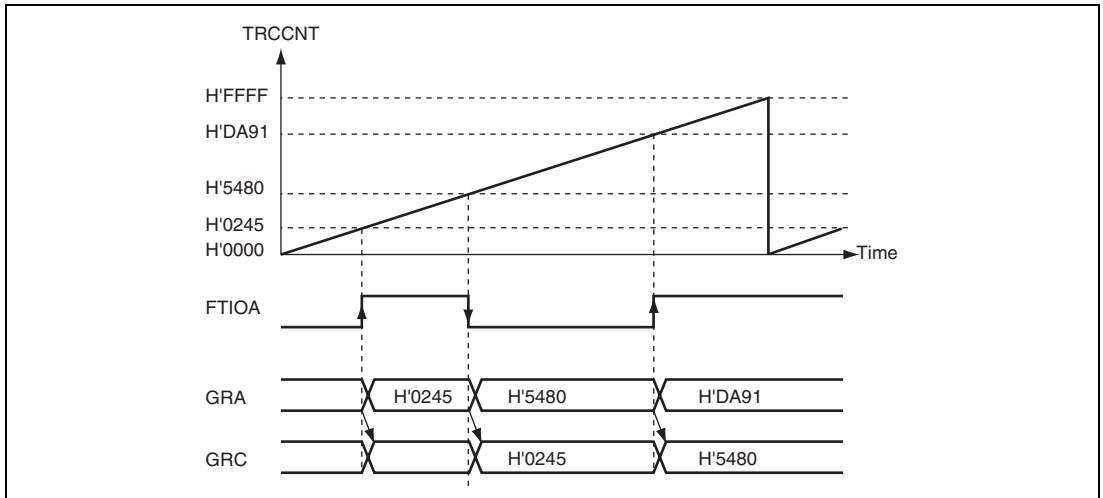 TRCCNT
H'FFFF
H'DA91
H'5480
H'0245
H'0000
Time
FTIOA
GRA H'0245 H'5480 H'DA91
GRC H'0245 H'5480